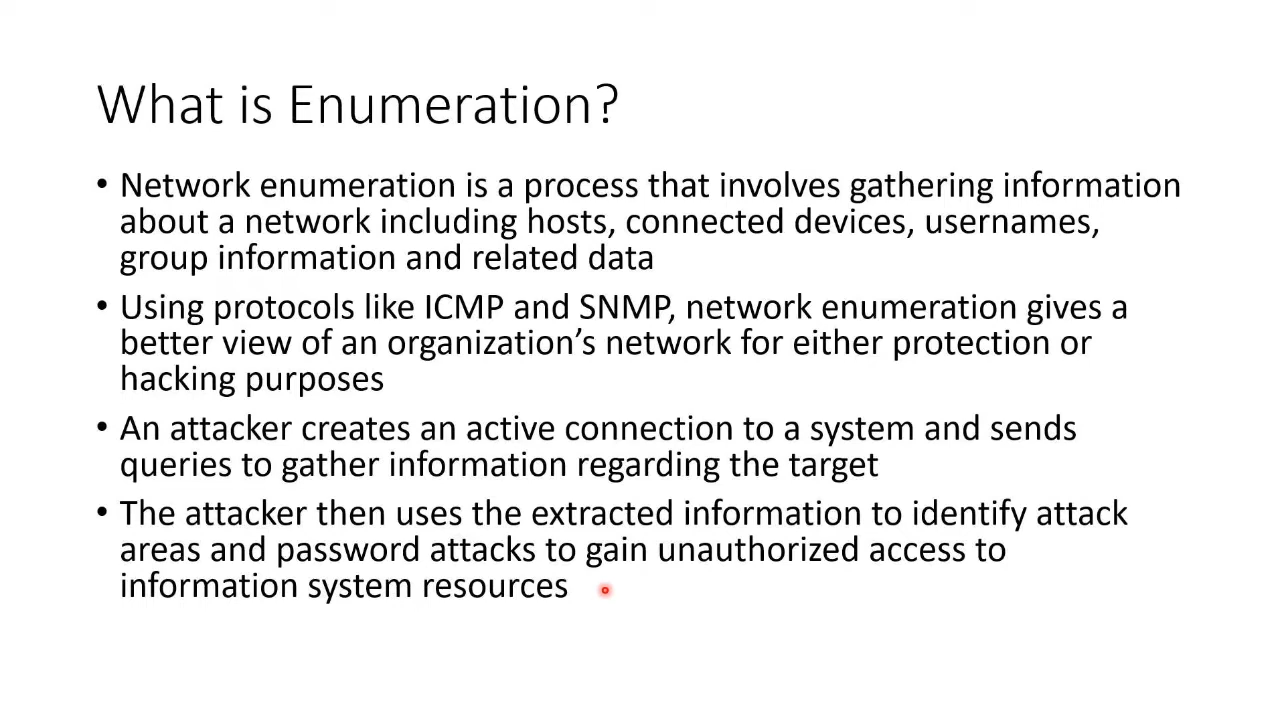 What is Enumeration?
• Network enumeration is a process that involves gathering information
about a network including hosts, connected devices, usernames,
group information and related data
• Using protocols like ICMP and SNMP, network enumeration gives a
better view of an organization’s network for either protection or
hacking purposes
• An attacker creates an active connection to a system and sends
queries to gather information regarding the target
• The attacker then uses the extracted information to identify attack
areas and password attacks to gain unauthorized access to
information system resources